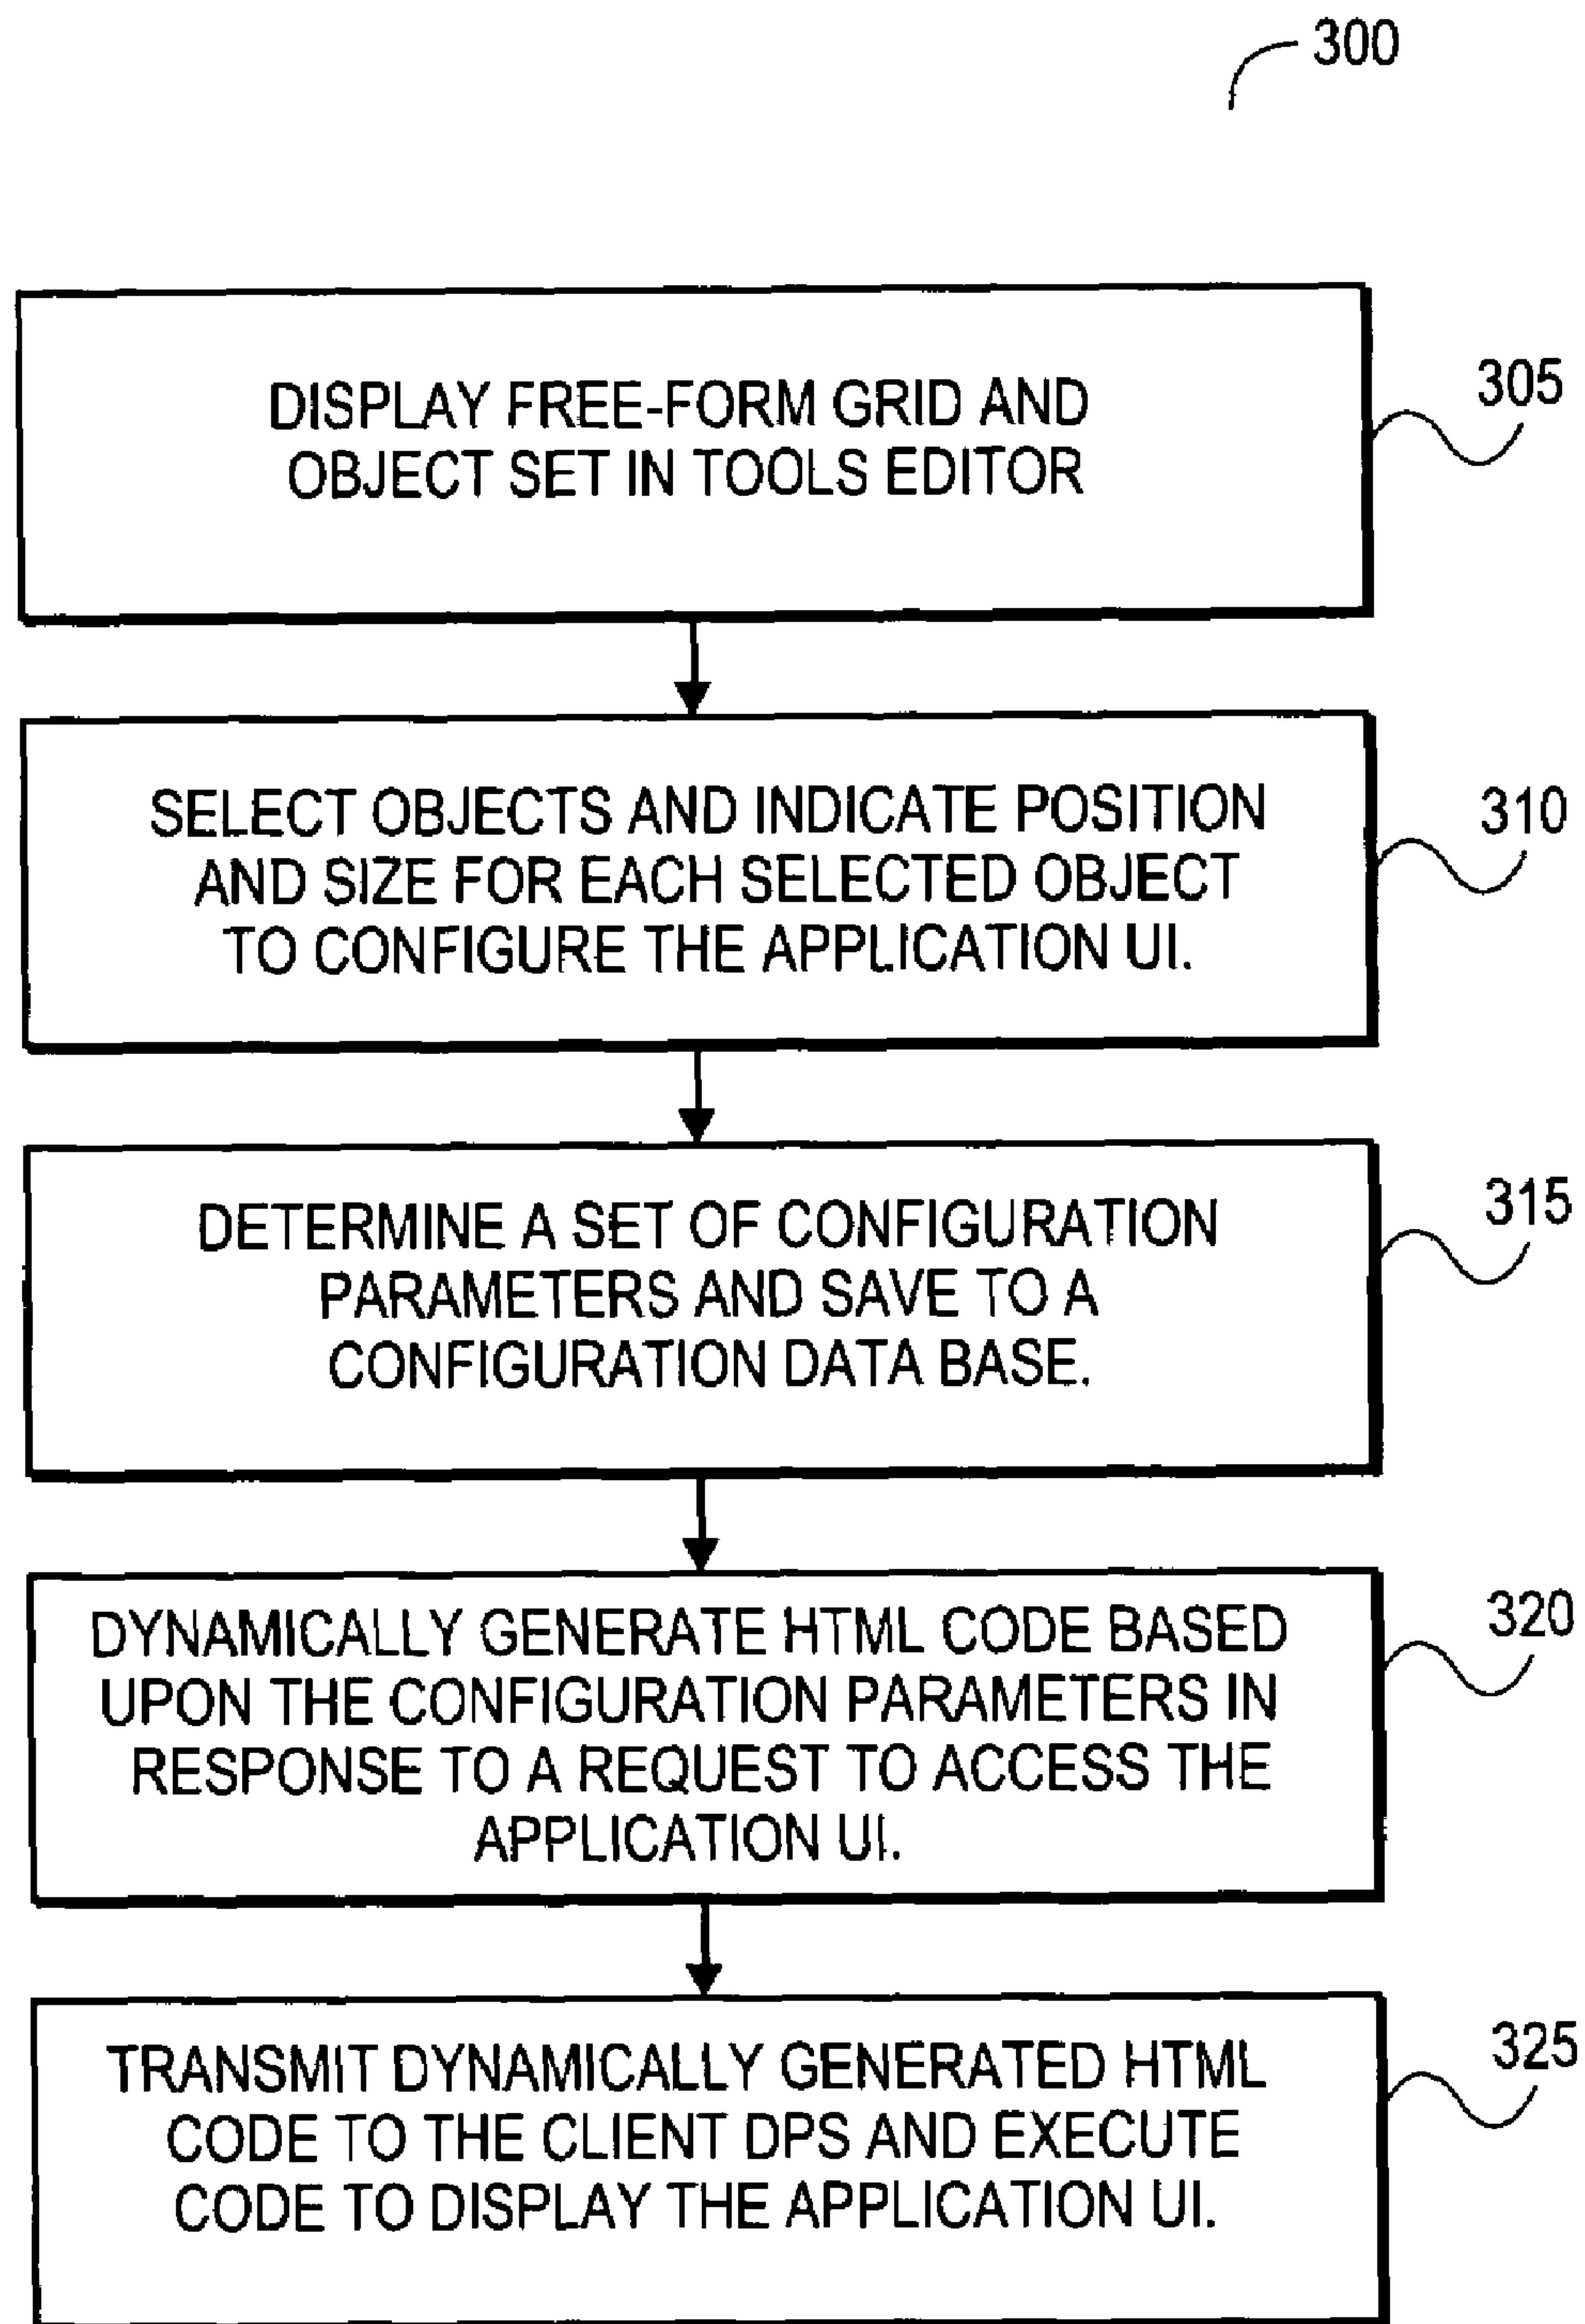 300
DISPLAY FREE-FORM GRID AND
OBJECT SET IN TOOLS EDITOR
305
SELECT OBJECTS AND INDICATE POSITION
AND SIZE FOR EACH SELECTED OBJECT
TO CONFIGURE THE APPLICATION UI.
310
DETERMINE A SET OF CONFIGURATION
PARAMETERS AND SAVE TO A
CONFIGURATION DATA BASE.
315
DYNAMICALLY GENERATE HTML CODE BASED
UPON THE CONFIGURATION PARAMETERS IN
RESPONSE TO A REQUEST TO ACCESS THE
APPLICATION UI.
320
TRANSMIT DYNAMICALLY GENERATED HTML
CODE TO THE CLIENT DPS AND EXECUTE
CODE TO DISPLAY THE APPLICATION UI.
325